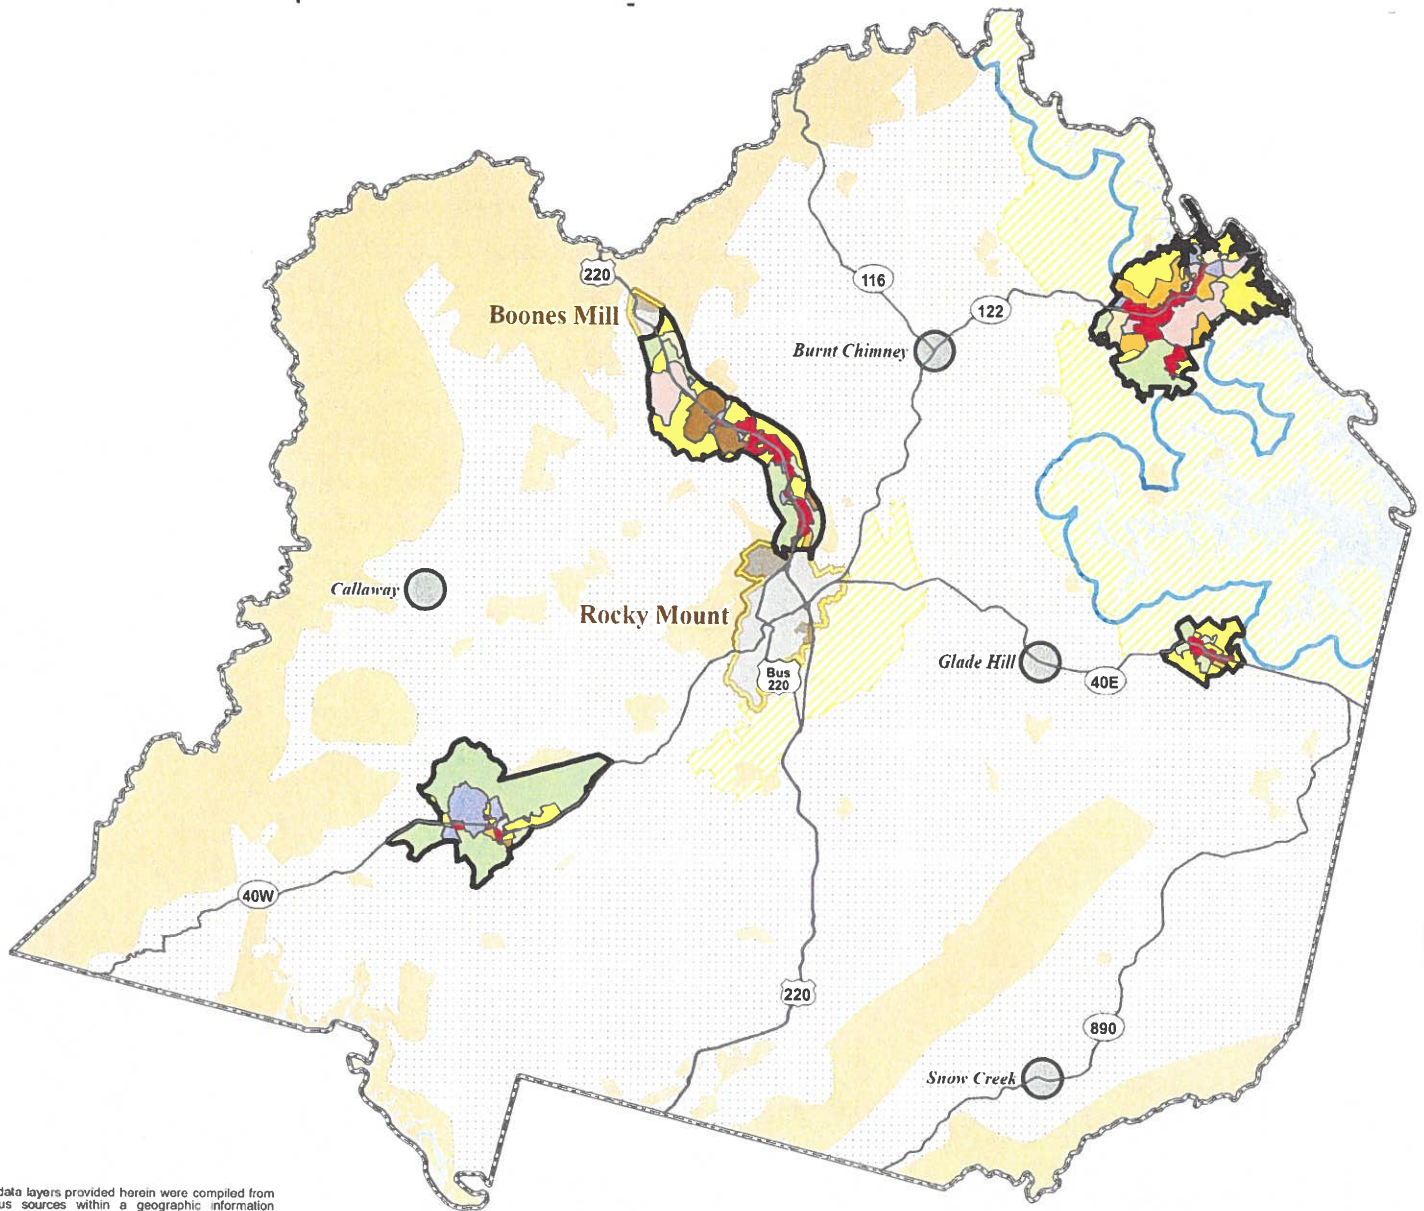 220
Boones Mill
116
122
Burnt Chimney
Callaway
Rocky Mount
Bus
220
Glade Hill
40E
40W
220
890
Snow Creek
data layers provided herein were compiled from
us sources within a geographic information